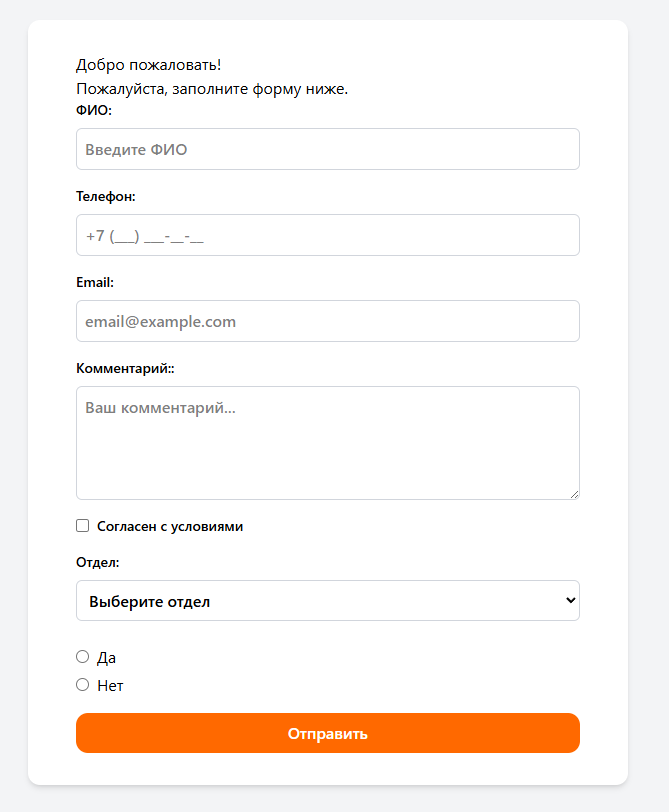 Добро пожаловать!
Пожалуйста, заполните форму ниже.
ФИО:
Введите ФИО
Телефон:
+7 (___) ___-__-__
Email:
email@example.com
Комментарий::
Ваш комментарий...
Согласен с условиями
Отдел:
Выберите отдел
Да
Нет
Отправить